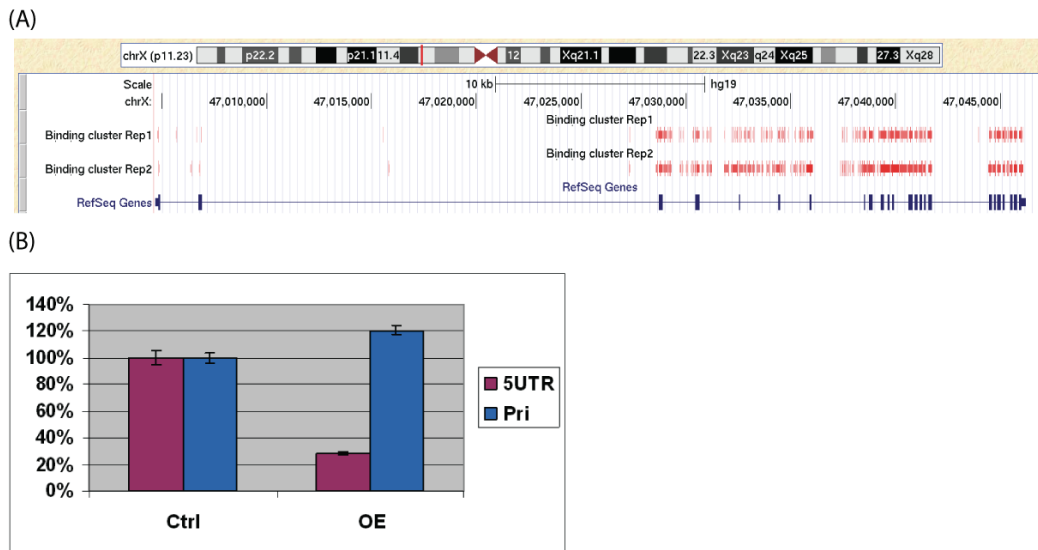 (A)
chrX (p11.23) p22.2 p21.1 11.4 12 Xq21.1 22.3 Xq23 q24 Xq25 27.3 Xq28
Scale 10 kb hg19
chrX: 47,010,000 47,015,000 47,020,000 47,025,000 47,030,000 47,035,000 47,040,000 47,045,000
Binding cluster Rep1
Binding cluster Rep1
Binding cluster Rep2
Binding cluster Rep2
RefSeq Genes
RefSeq Genes
(B)
140%
120%
100%
80%
60%
40%
20%
0%
5UTR
Pri
Ctrl OE